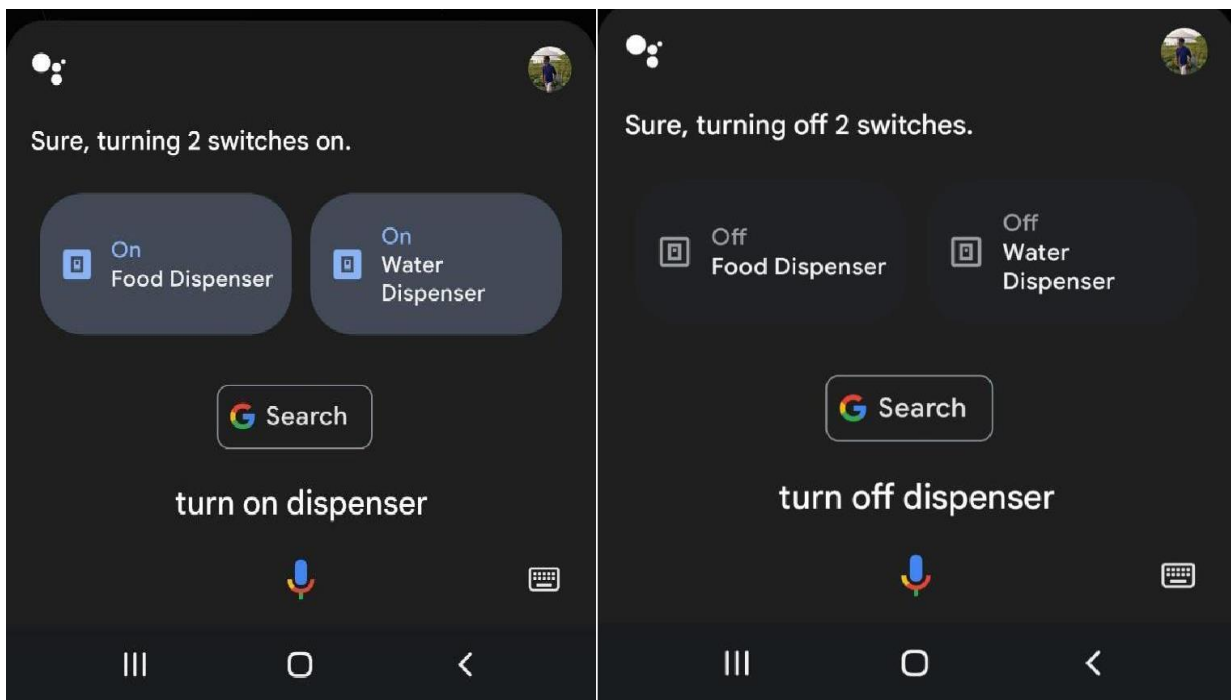 Sure, turning 2 switches on.
On
Food Dispenser
On
Water
Dispenser
Search
turn on dispenser
Sure, turning off 2 switches.
Off
Food Dispenser
Off
Water
Dispenser
Search
turn off dispenser